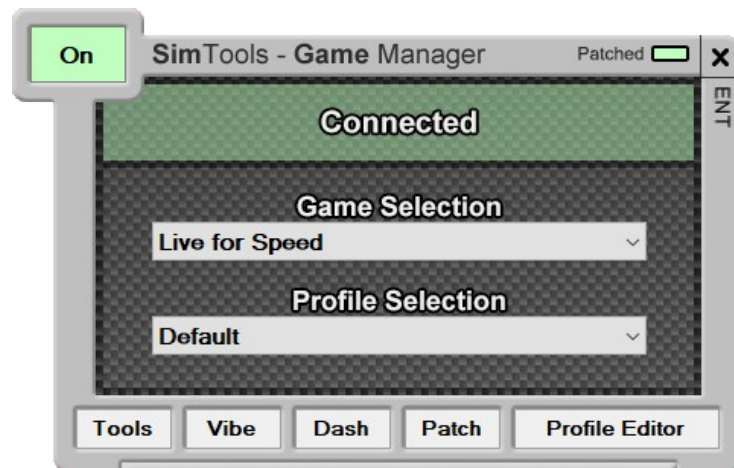 On
SimTools - Game Manager
Patched
X
ENT
Connected
Game Selection
Live for Speed
Profile Selection
Default
Tools
Vibe
Dash
Patch
Profile Editor